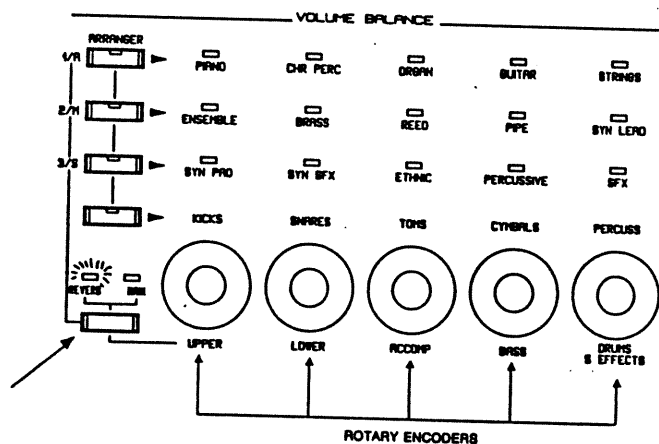 VOLUME BALANCE
ARRANGER
1/A PIANO CHR PERC ORGAN GUITAR STRINGS
2/M ENSEMBLE BRASS REED PIPE SYN LEAD
3/S SYN PAD SYN SFX ETHNIC PERCUSSIVE SFX
KICKS SNARES TOMS CYMBALS PERCUSS
REVERB
UPPER LOWER ACCOMP BASS DRUMS
S EFFECTS
ROTARY ENCODERS